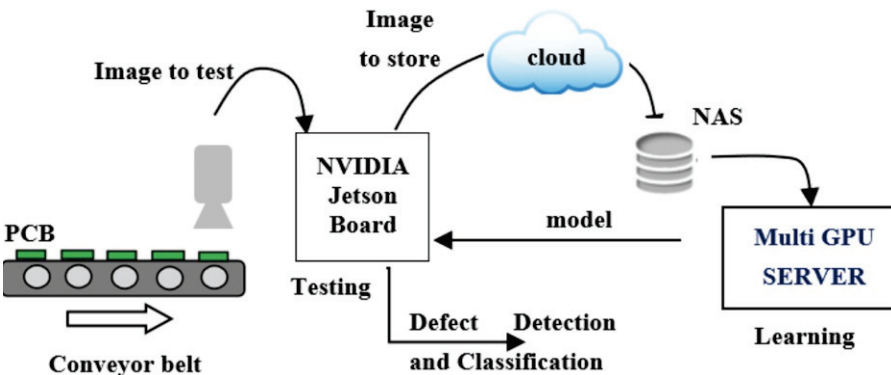 Image to test
Image
to store
cloud
NAS
NVIDIA
Jetson
Board
PCB
model
Multi GPU
SERVER
Testing
Learning
Defect Detection
and Classification
Conveyor belt